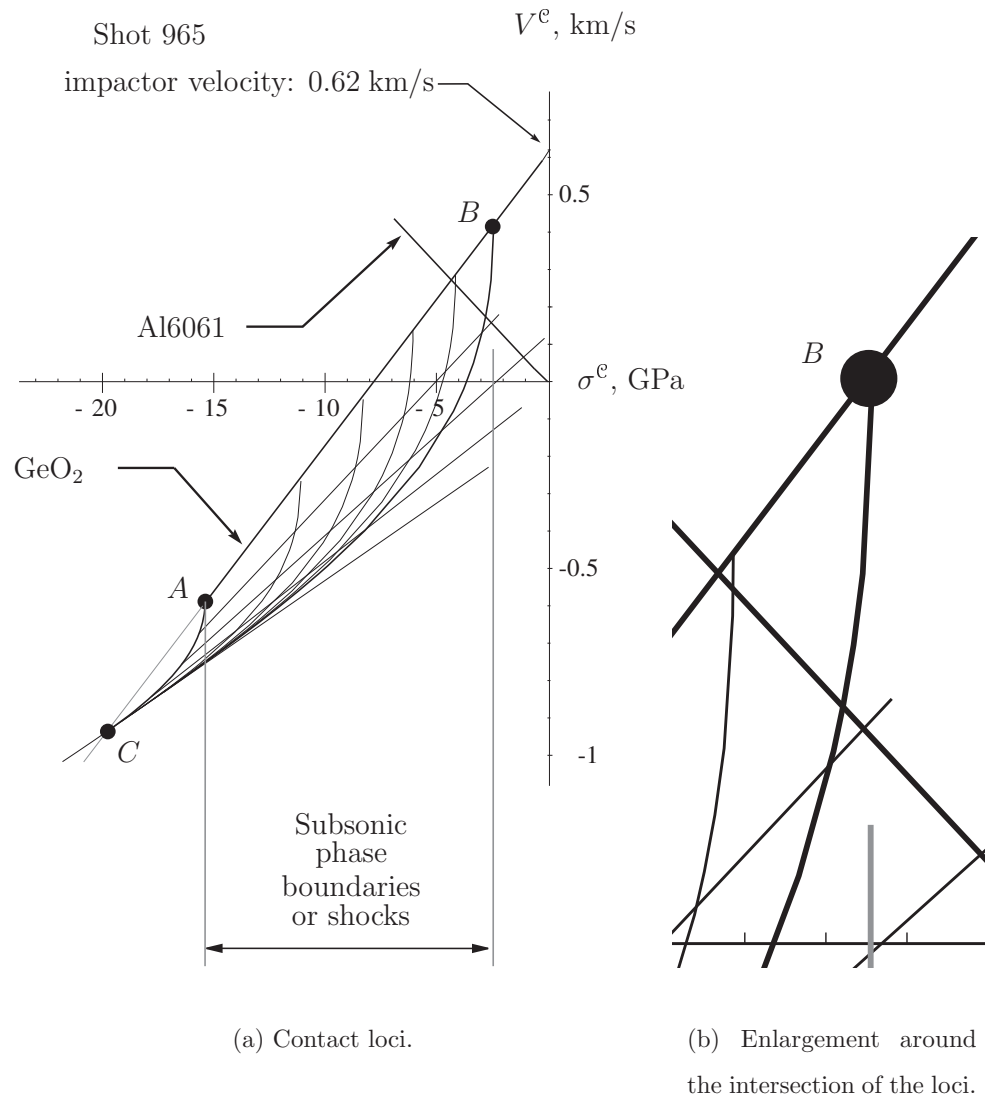 Shot 965
V^𝔠, km/s
impactor velocity: 0.62 km/s
0.5
B
B
Al6061
σ^𝔠, GPa
- 20
- 15
- 10
- 5
GeO₂
-0.5
A
C
-1
Subsonic
phase
boundaries
or shocks
(a) Contact loci.
(b) Enlargement around
the intersection of the loci.